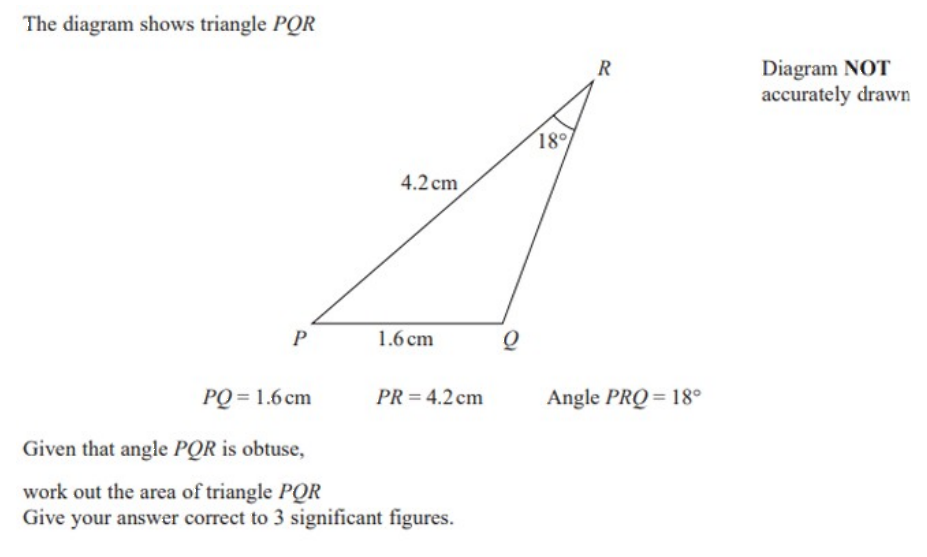 The diagram shows triangle PQR
R
Diagram NOT
accurately drawn
18°
4.2 cm
P
1.6 cm
Q
PQ = 1.6 cm PR = 4.2 cm Angle PRQ = 18°
Given that angle PQR is obtuse,
work out the area of triangle PQR
Give your answer correct to 3 significant figures.